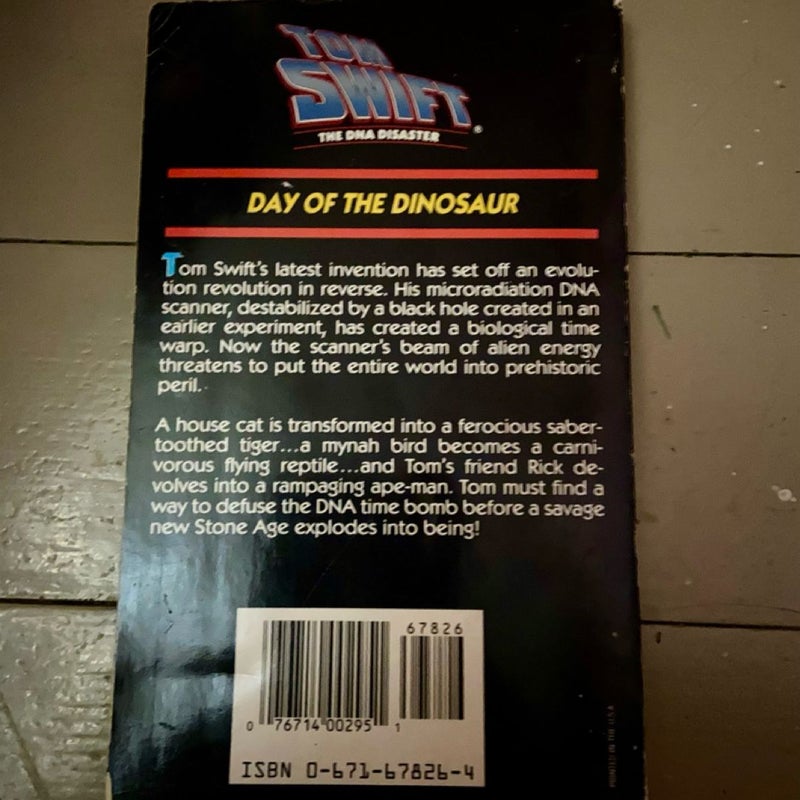 TOM
SWIFT®
THE DNA DISASTER
DAY OF THE DINOSAUR
Tom Swift's latest invention has set off an evolu-
tion revolution in reverse. His microradiation DNA
scanner, destabilized by a black hole created in an
earlier experiment, has created a biological time
warp. Now the scanner's beam of alien energy
threatens to put the entire world into prehistoric
peril.
A house cat is transformed into a ferocious saber-
toothed tiger...a mynah bird becomes a carni-
vorous flying reptile...and Tom's friend Rick de-
volves into a rampaging ape-man. Tom must find a
way to defuse the DNA time bomb before a savage
new Stone Age explodes into being!
67826
0 76714 00295 1
ISBN 0-671-67826-4
PRINTED IN THE U.S.A.